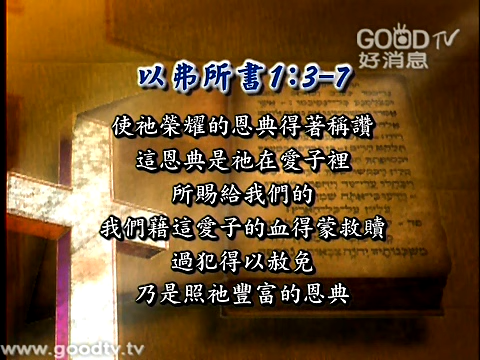 GOOD TV
好消息
以弗所書1:3-7
使祂榮耀的恩典得著稱讚
這恩典是祂在愛子裡
所賜給我們的
我們藉這愛子的血得蒙救贖
過犯得以赦免
乃是照祂豐富的恩典
www.goodtv.tv